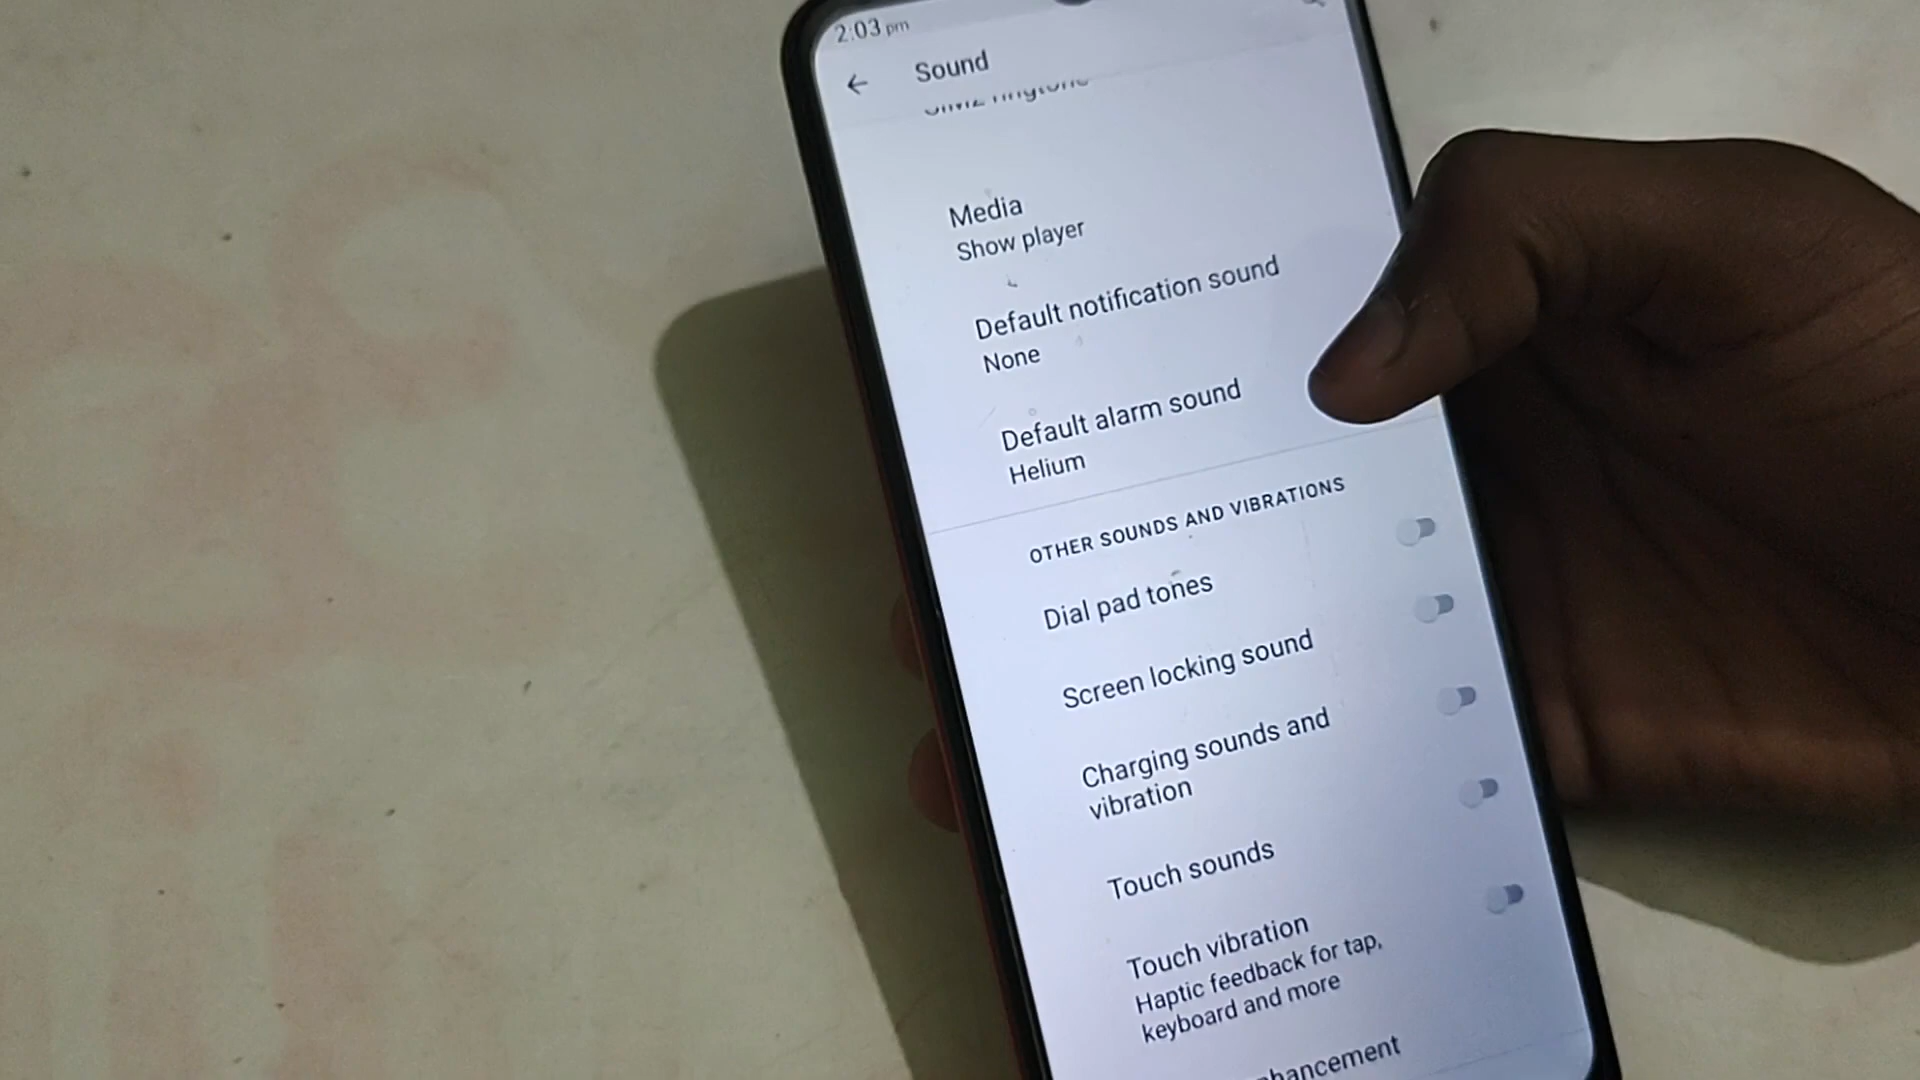 2:03 pm
Sound
Media
Show player
Default notification sound
None
Default alarm sound
Helium
OTHER SOUNDS AND VIBRATIONS
Dial pad tones
Screen locking sound
Charging sounds and
vibration
Touch sounds
Touch vibration
Haptic feedback for tap,
keyboard and more